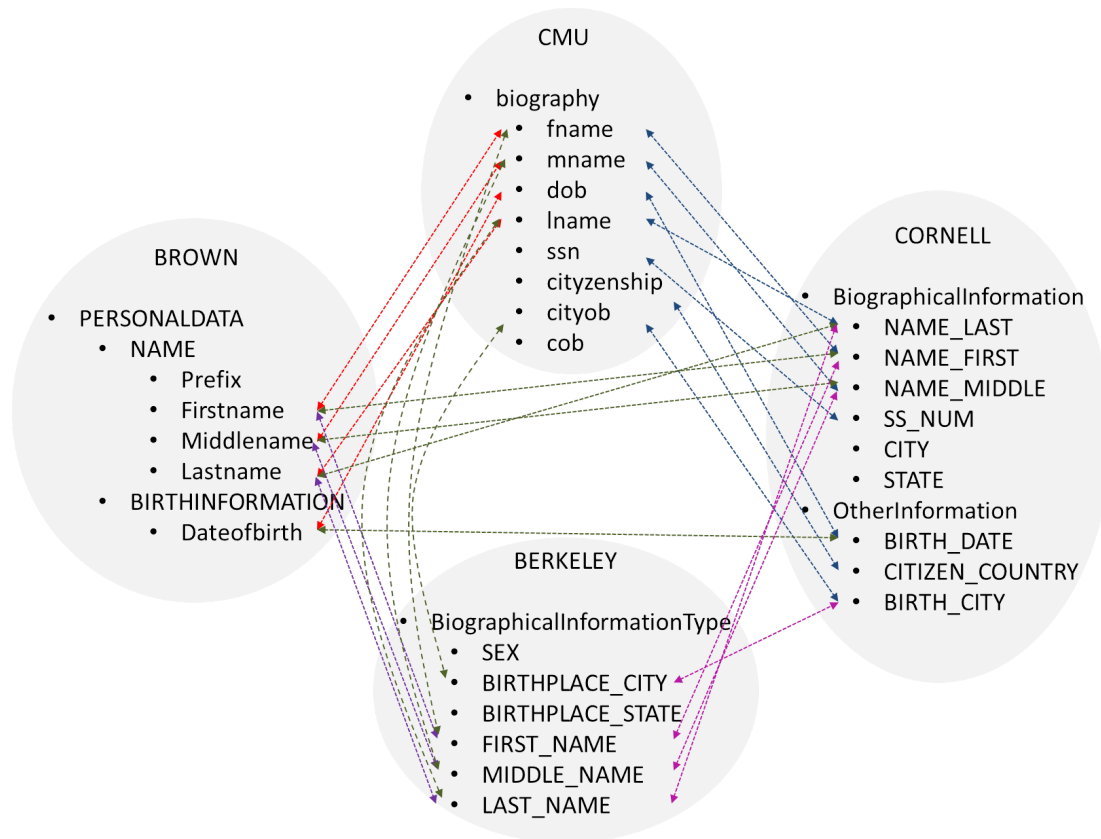 CMU
• biography
• fname
• mname
• dob
• lname
• ssn
• cityzenship
• cityob
• cob
BROWN
• PERSONALDATA
• NAME
• Prefix
• Firstname
• Middlename
• Lastname
• BIRTHINFORMATION
• Dateofbirth
CORNELL
• BiographicalInformation
• NAME_LAST
• NAME_FIRST
• NAME_MIDDLE
• SS_NUM
• CITY
• STATE
• OtherInformation
• BIRTH_DATE
• CITIZEN_COUNTRY
• BIRTH_CITY
BERKELEY
• BiographicalInformationType
• SEX
• BIRTHPLACE_CITY
• BIRTHPLACE_STATE
• FIRST_NAME
• MIDDLE_NAME
• LAST_NAME